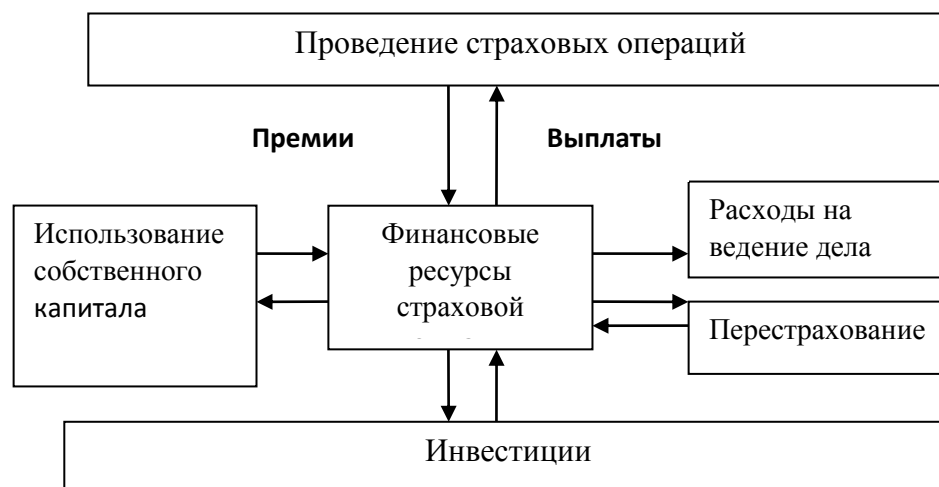 Проведение страховых операций
Премии
Выплаты
Использование
собственного
капитала
Финансовые
ресурсы
страховой
Расходы на
ведение дела
Перестрахование
Инвестиции